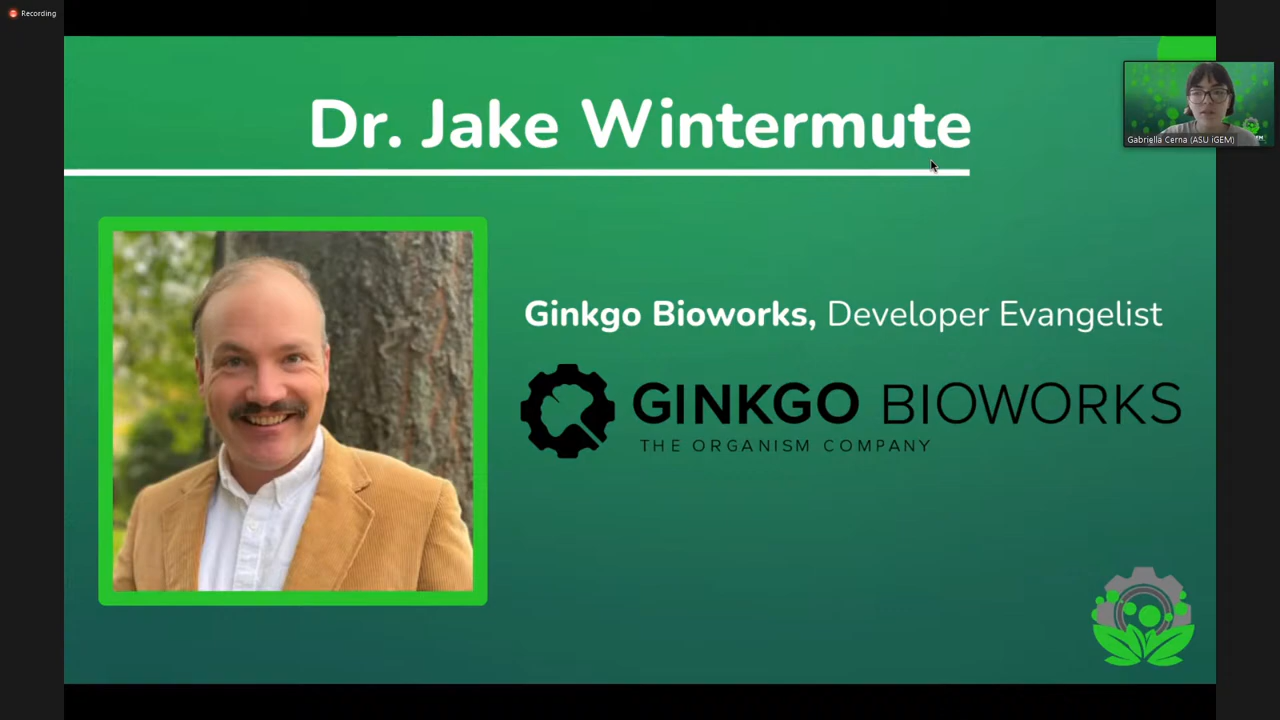 Recording
Dr. Jake Wintermute
Gabriella Cerna (ASU iGEM)
Ginkgo Bioworks, Developer Evangelist
GINKGO BIOWORKS
THE ORGANISM COMPANY